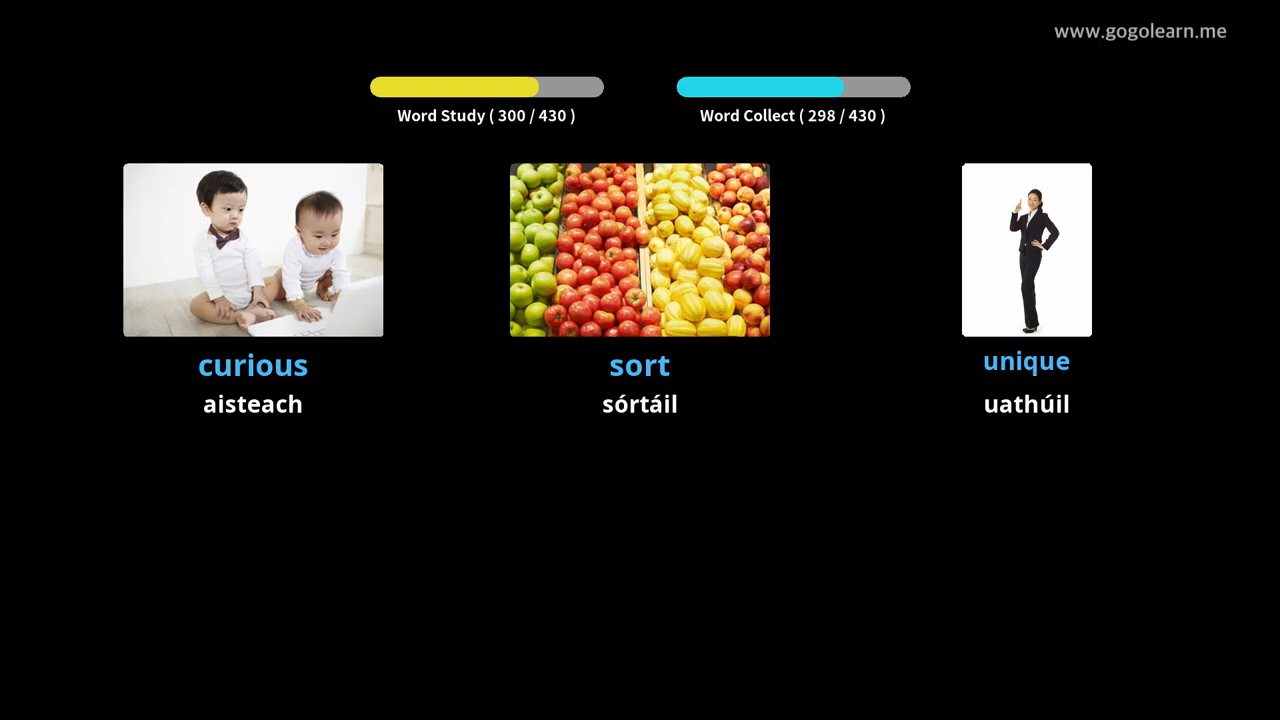 www.gogolearn.me
Word Study ( 300 / 430 )
Word Collect ( 298 / 430 )
curious
sort
unique
aisteach
sórtáil
uathúil